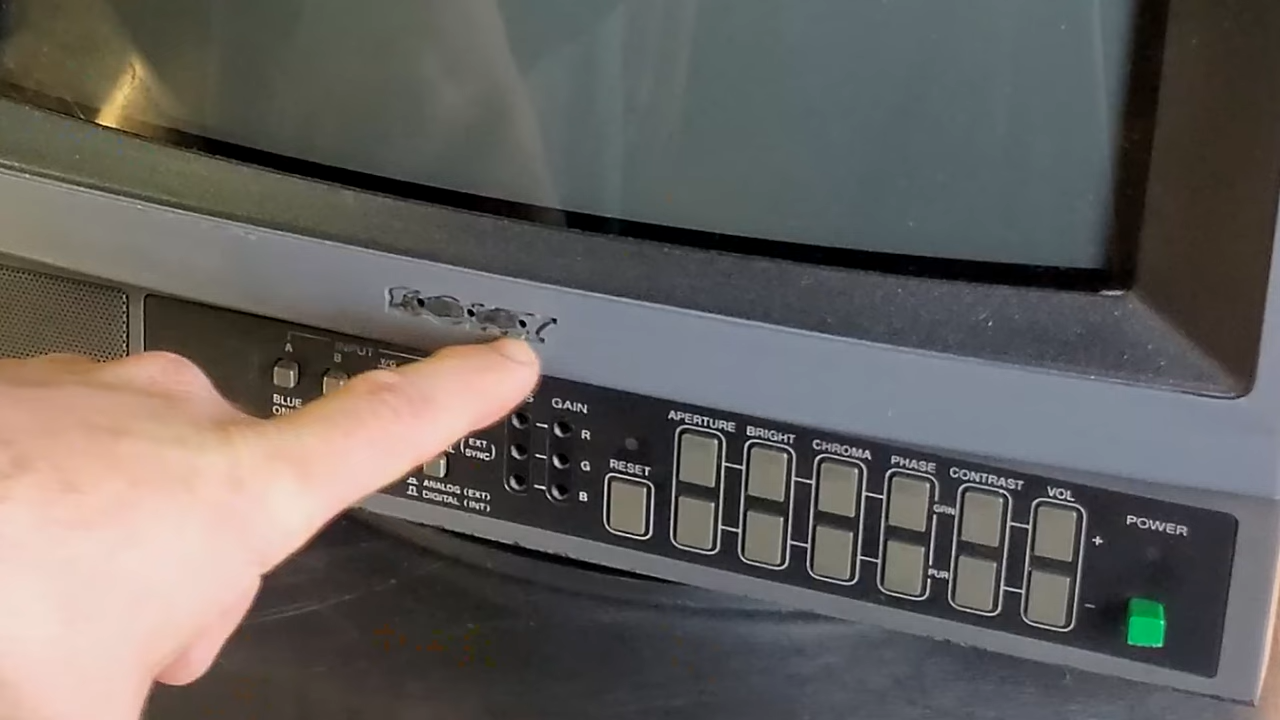 A
INPUT
B
BLUE
GAIN
R
G
B
(EXT
SYNC)
ANALOG (EXT)
DIGITAL (INT)
RESET
APERTURE
BRIGHT
CHROMA
PHASE
GRN
PUR
CONTRAST
VOL
+
−
POWER